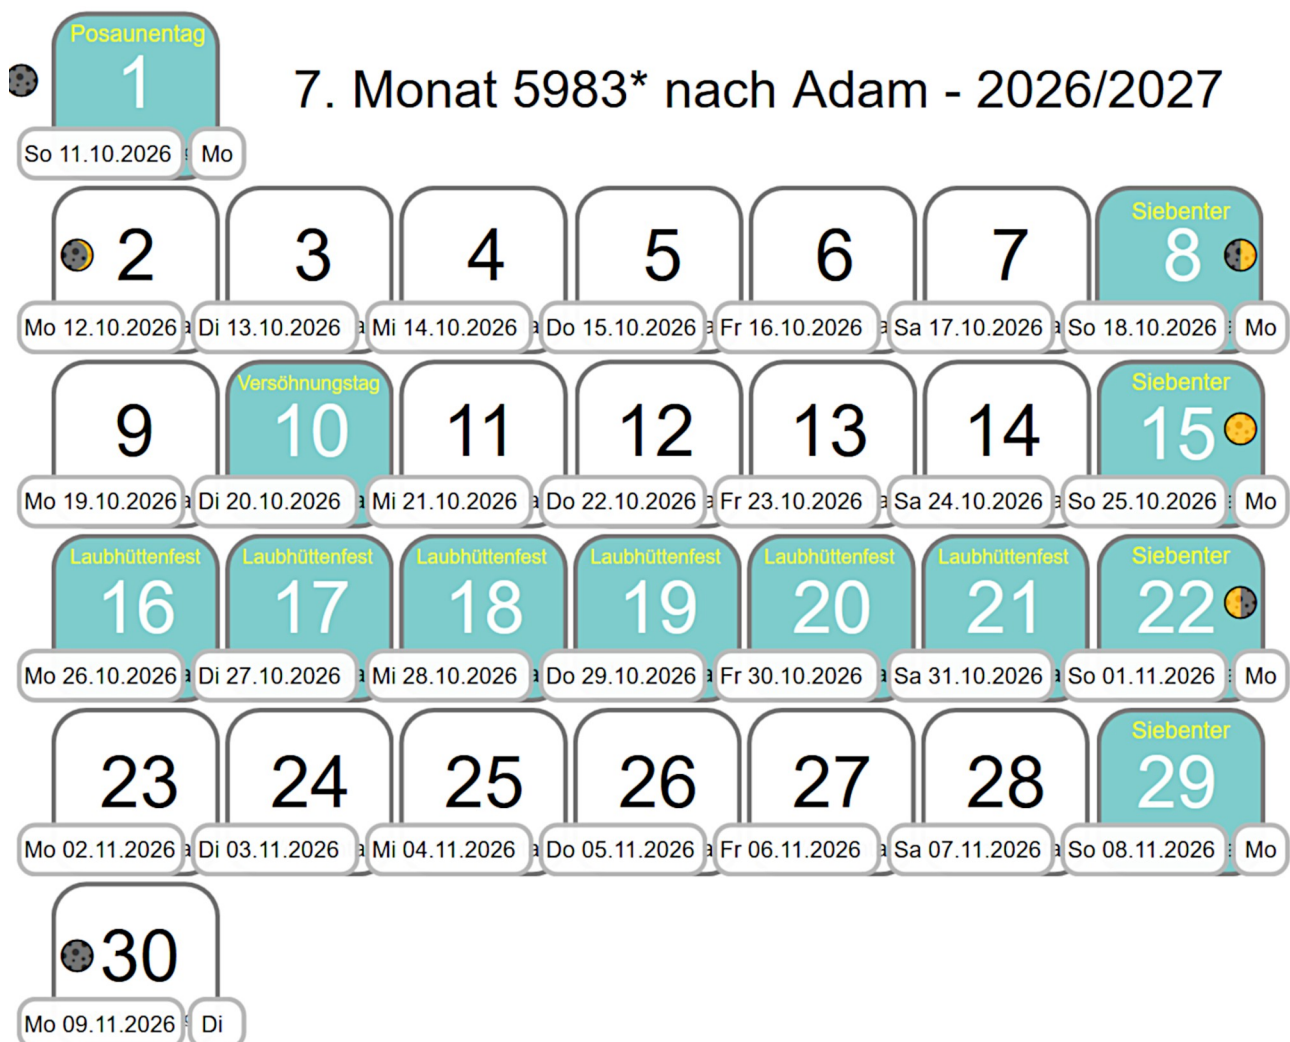 Posaunentag
1
7. Monat 5983* nach Adam - 2026/2027
So 11.10.2026 Mo
2 3 4 5 6 7 Siebenter 8
Mo 12.10.2026 Di 13.10.2026 Mi 14.10.2026 Do 15.10.2026 Fr 16.10.2026 Sa 17.10.2026 So 18.10.2026 Mo
Versöhnungstag Siebenter
9 10 11 12 13 14 15
Mo 19.10.2026 Di 20.10.2026 Mi 21.10.2026 Do 22.10.2026 Fr 23.10.2026 Sa 24.10.2026 So 25.10.2026 Mo
Laubhüttenfest Laubhüttenfest Laubhüttenfest Laubhüttenfest Laubhüttenfest Laubhüttenfest Siebenter
16 17 18 19 20 21 22
Mo 26.10.2026 Di 27.10.2026 Mi 28.10.2026 Do 29.10.2026 Fr 30.10.2026 Sa 31.10.2026 So 01.11.2026 Mo
Siebenter
23 24 25 26 27 28 29
Mo 02.11.2026 Di 03.11.2026 Mi 04.11.2026 Do 05.11.2026 Fr 06.11.2026 Sa 07.11.2026 So 08.11.2026 Mo
30
Mo 09.11.2026 Di